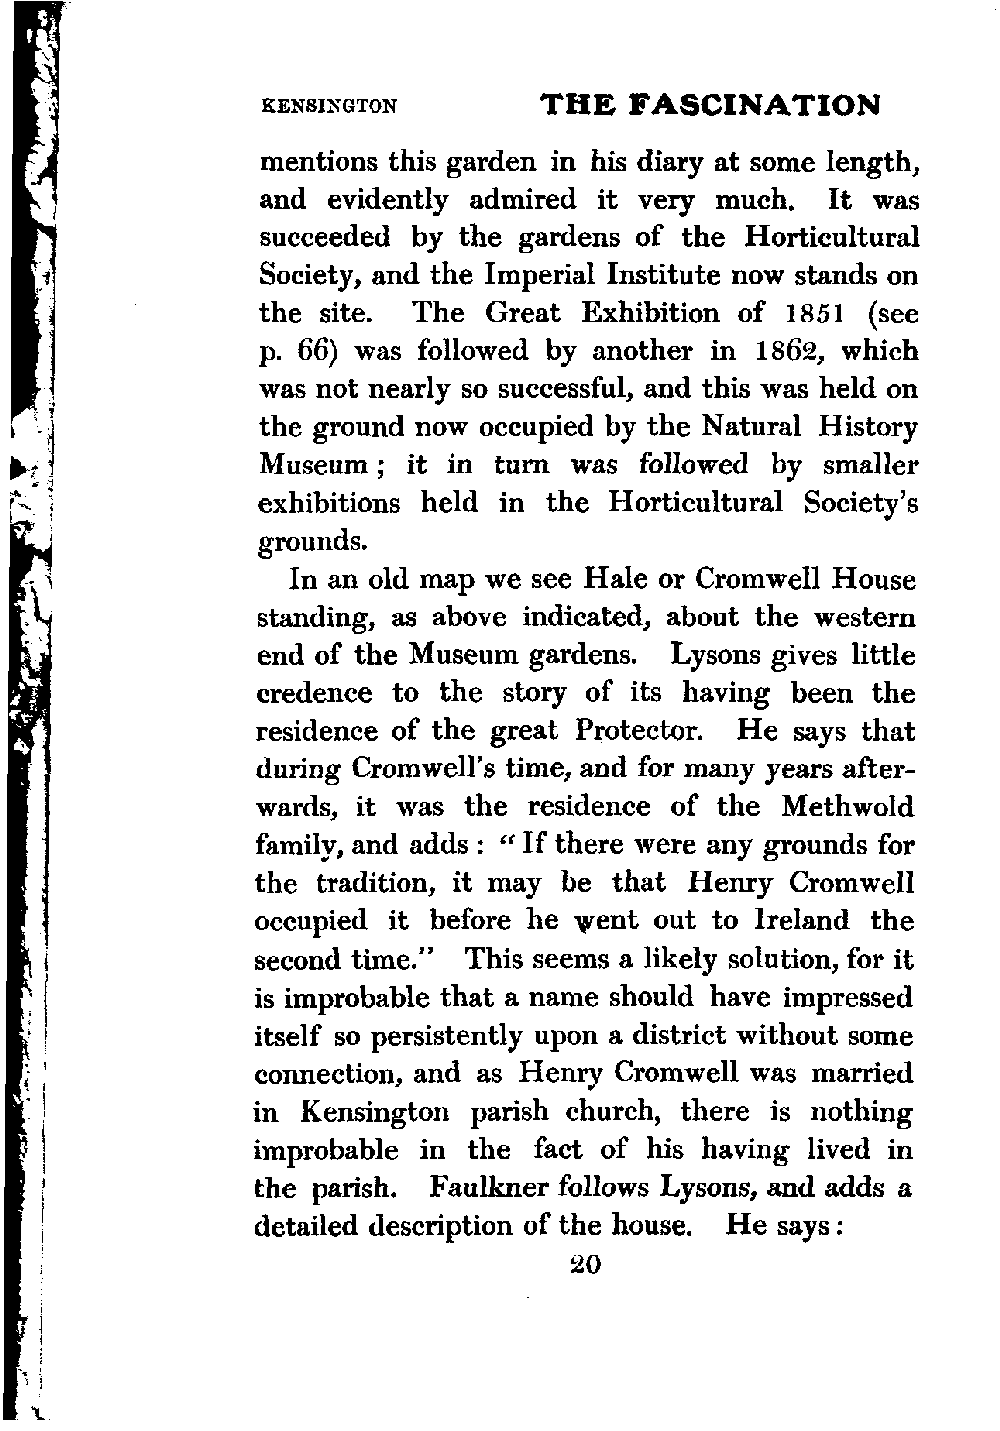 KENSINGTON THE FASCINATION
mentions this garden in his diary at some length,
and evidently admired it very much. It was
succeeded by the gardens of the Horticultural
Society, and the Imperial Institute now stands on
the site. The Great Exhibition of 1851 (see
p. 66) was followed by another in 1862, which
was not nearly so successful, and this was held on
the ground now occupied by the Natural History
Museum ; it in turn was followed by smaller
exhibitions held in the Horticultural Society's
grounds.
In an old map we see Hale or Cromwell House
standing, as above indicated, about the western
end of the Museum gardens. Lysons gives little
credence to the story of its having been the
residence of the great Protector. He says that
during Cromwell's time, and for many years after-
wards, it was the residence of the Methwold
family, and adds : “ If there were any grounds for
the tradition, it may be that Henry Cromwell
occupied it before he went out to Ireland the
second time.” This seems a likely solution, for it
is improbable that a name should have impressed
itself so persistently upon a district without some
connection, and as Henry Cromwell was married
in Kensington parish church, there is nothing
improbable in the fact of his having lived in
the parish. Faulkner follows Lysons, and adds a
detailed description of the house. He says :
20